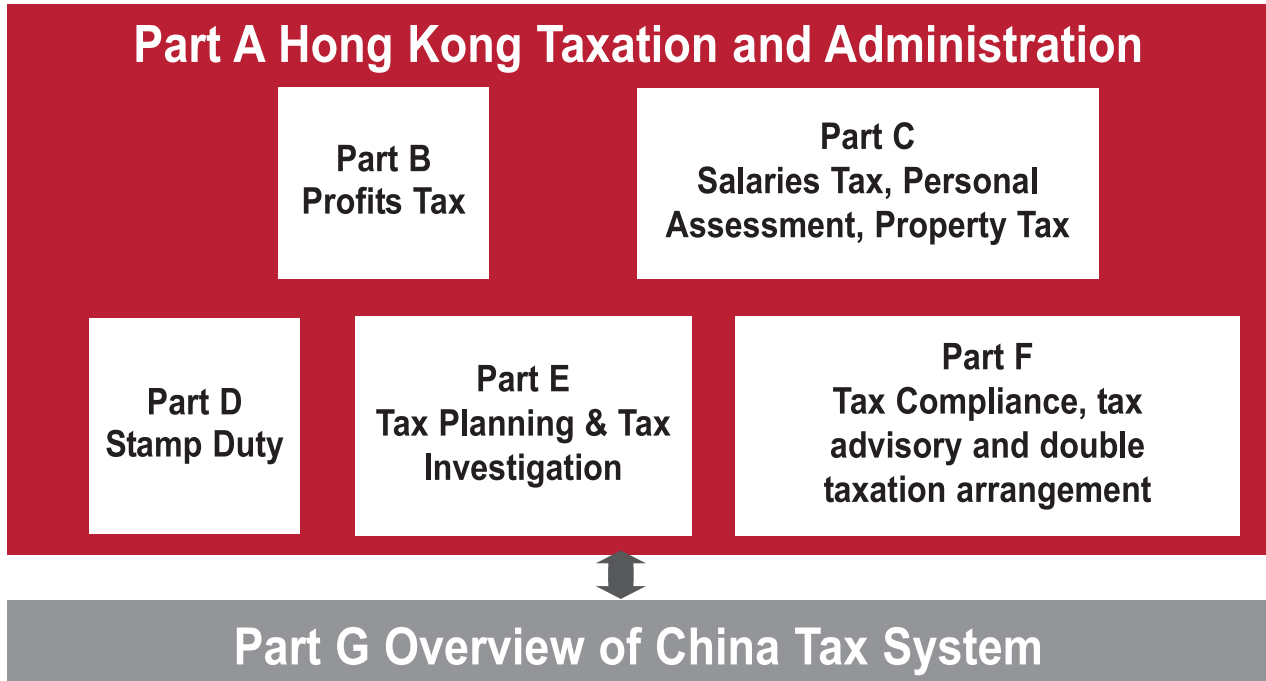 Part A Hong Kong Taxation and Administration
Part B
Profits Tax
Part C
Salaries Tax, Personal
Assessment, Property Tax
Part D
Stamp Duty
Part E
Tax Planning & Tax
Investigation
Part F
Tax Compliance, tax
advisory and double
taxation arrangement
Part G Overview of China Tax System